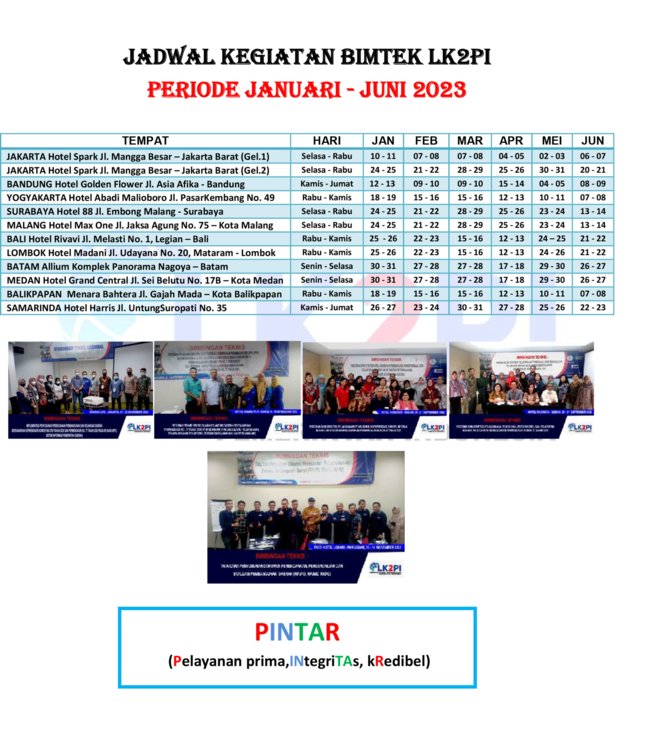 JADWAL KEGIATAN BIMTEK LK2PI
PERIODE JANUARI - JUNI 2023
TEMPAT HARI JAN FEB MAR APR MEI JUN
JAKARTA Hotel Spark Jl. Mangga Besar – Jakarta Barat (Gel.1) Selasa - Rabu 10 - 11 07 - 08 07 - 08 04 - 05 02 - 03 06 - 07
JAKARTA Hotel Spark Jl. Mangga Besar – Jakarta Barat (Gel.2) Selasa - Rabu 24 - 25 21 - 22 28 - 29 25 - 26 30 - 31 20 - 21
BANDUNG Hotel Golden Flower Jl. Asia Afika - Bandung Kamis - Jumat 12 - 13 09 - 10 09 - 10 15 - 14 04 - 05 08 - 09
YOGYAKARTA Hotel Abadi Malioboro Jl. PasarKembang No. 49 Rabu - Kamis 18 - 19 15 - 16 15 - 16 12 - 13 10 - 11 07 - 08
SURABAYA Hotel 88 Jl. Embong Malang - Surabaya Selasa - Rabu 24 - 25 21 - 22 28 - 29 25 - 26 23 - 24 13 - 14
MALANG Hotel Max One Jl. Jaksa Agung No. 75 – Kota Malang Selasa - Rabu 24 - 25 21 - 22 28 - 29 25 - 26 23 - 24 13 - 14
BALI Hotel Rivavi Jl. Melasti No. 1, Legian – Bali Rabu - Kamis 25 - 26 22 - 23 15 - 16 12 - 13 24 – 25 21 - 22
LOMBOK Hotel Madani Jl. Udayana No. 20, Mataram - Lombok Rabu - Kamis 25 - 26 22 - 23 15 - 16 12 - 13 24 - 26 21 - 22
BATAM Allium Komplek Panorama Nagoya – Batam Senin - Selasa 30 - 31 27 - 28 27 - 28 17 - 18 29 - 30 26 - 27
MEDAN Hotel Grand Central Jl. Sei Belutu No. 17B – Kota Medan Senin - Selasa 30 - 31 27 - 28 27 - 28 17 - 18 29 - 30 26 - 27
BALIKPAPAN Menara Bahtera Jl. Gajah Mada – Kota Balikpapan Rabu - Kamis 18 - 19 15 - 16 15 - 16 12 - 13 10 - 11 07 - 08
SAMARINDA Hotel Harris Jl. UntungSuropati No. 35 Kamis - Jumat 26 - 27 23 - 24 30 - 31 27 - 28 25 - 26 22 - 23
BIMBINGAN TEKNIS
LK2PI
BIMBINGAN TEKNIS
LK2PI
BIMBINGAN TEKNIS
LK2PI
BIMBINGAN TEKNIS
LK2PI
BIMBINGAN TEKNIS
LK2PI
PINTAR
(Pelayanan prima,INtegriTAs, kRedibel)